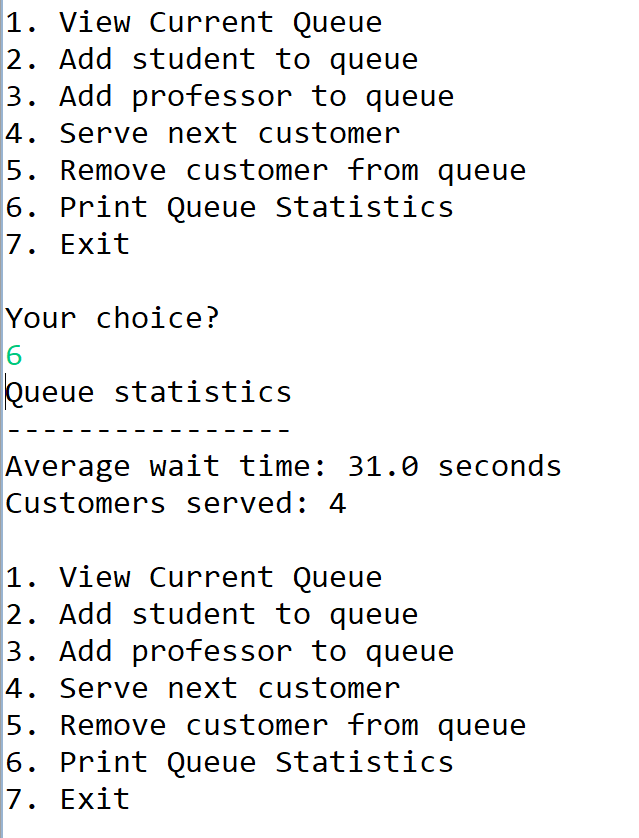 1. View Current Queue
2. Add student to queue
3. Add professor to queue
4. Serve next customer
5. Remove customer from queue
6. Print Queue Statistics
7. Exit
Your choice?
6
Queue statistics
----------------
Average wait time: 31.0 seconds
Customers served: 4
1. View Current Queue
2. Add student to queue
3. Add professor to queue
4. Serve next customer
5. Remove customer from queue
6. Print Queue Statistics
7. Exit